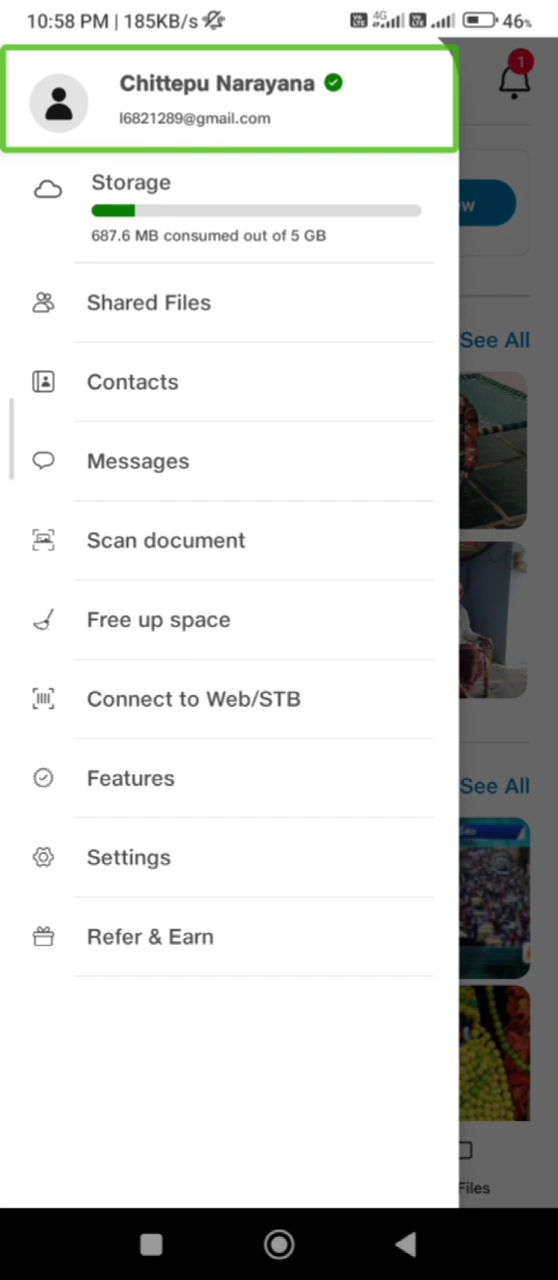 10:58 PM | 185KB/s
4G
46%
1
Chittepu Narayana
l6821289@gmail.com
Storage
687.6 MB consumed out of 5 GB
See All
Shared Files
Contacts
Messages
Scan document
Free up space
Connect to Web/STB
Features
See All
Settings
Refer & Earn
Files